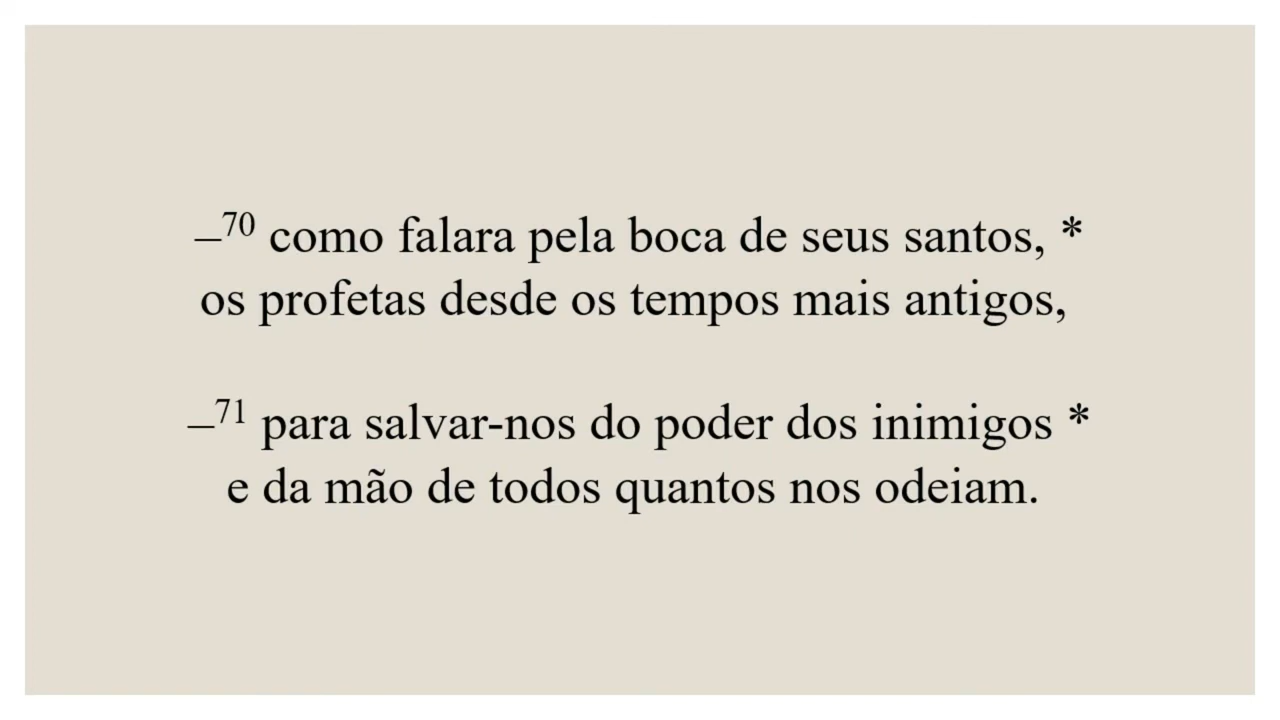 –⁷⁰ como falara pela boca de seus santos, *
os profetas desde os tempos mais antigos,
–⁷¹ para salvar-nos do poder dos inimigos *
e da mão de todos quantos nos odeiam.